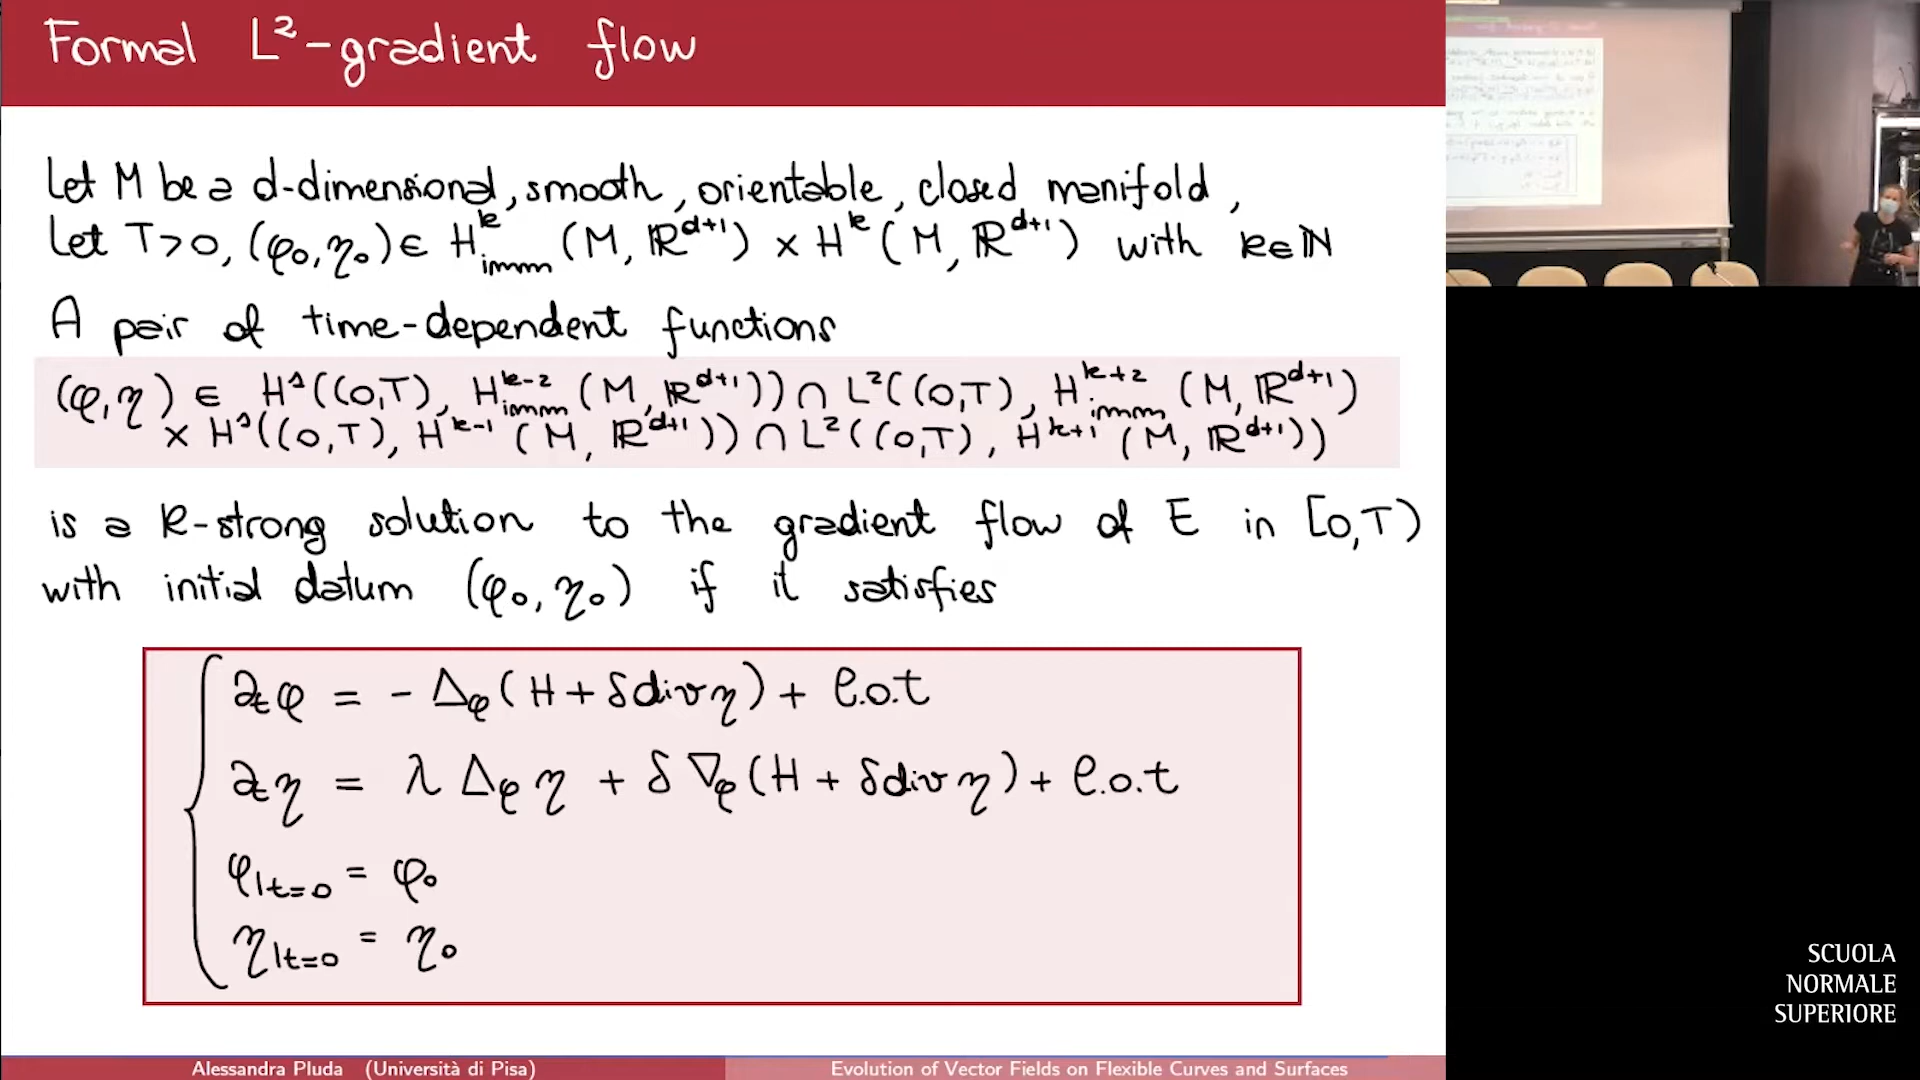 Formal L²-gradient flow
Let M be a d-dimensional, smooth, orientable, closed manifold,
Let T>0, (φ₀, η₀) ∈ H^k_imm (M, ℝ^{d+1}) × H^k (M, ℝ^{d+1}) with k∈ℕ
A pair of time-dependent functions
(φ, η) ∈ H¹((0,T), H^{k-2}_imm (M, ℝ^{d+1})) ∩ L²((0,T), H^{k+2}_imm (M, ℝ^{d+1})
× H¹((0,T), H^{k-1} (M, ℝ^{d+1})) ∩ L²((0,T), H^{k+1} (M, ℝ^{d+1}))
is a k-strong solution to the gradient flow of E in [0,T)
with initial datum (φ₀, η₀) if it satisfies
∂_t φ = - Δ_φ (H + δ div η) + l.o.t
∂_t η = λ Δ_φ η + δ ∇_φ (H + δ div η) + l.o.t
φ|t=0 = φ₀
η|t=0 = η₀
Alessandra Pluda (Università di Pisa)
Evolution of Vector Fields on Flexible Curves and Surfaces
SCUOLA
NORMALE
SUPERIORE